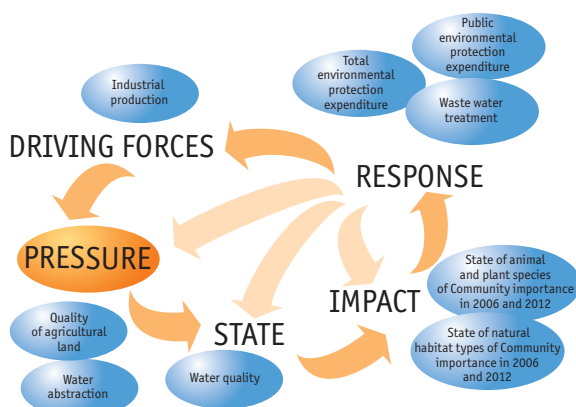 Public
environmental
protection
expenditure
Total
environmental
protection
expenditure
Industrial
production
Waste water
treatment
DRIVING FORCES
RESPONSE
PRESSURE
State of animal
and plant species
of Community importance
in 2006 and 2012
IMPACT
Quality
of agricultural
land
STATE
State of natural
habitat types of Community
importance in 2006
and 2012
Water
abstraction
Water quality